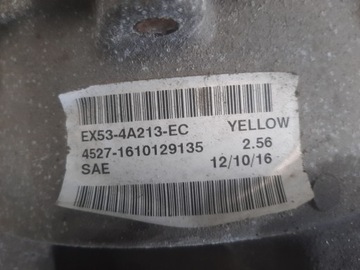 EX53-4A213-EC YELLOW
4527-1610129135 2.56
SAE 12/10/16